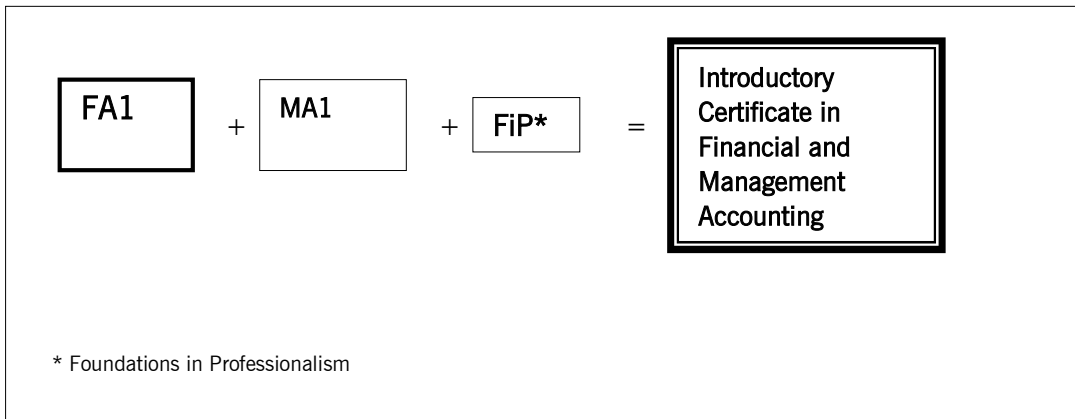 FA1 + MA1 + FiP* =
Introductory
Certificate in
Financial and
Management
Accounting
* Foundations in Professionalism